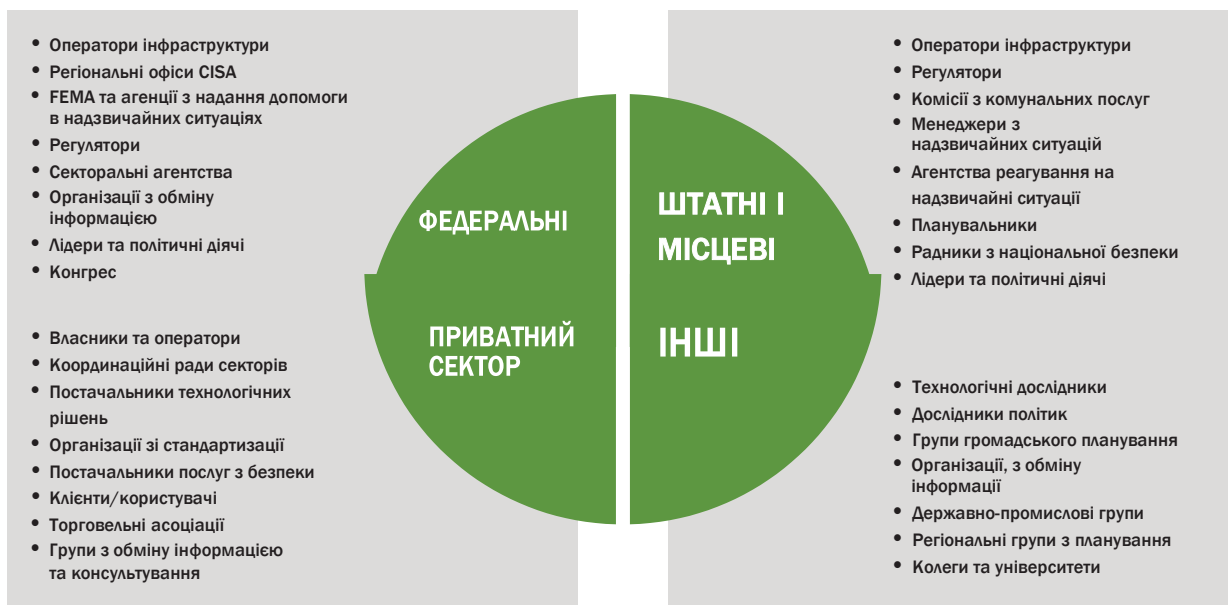 • Оператори інфраструктури
• Регіональні офіси CISA
• FEMA та агенції з надання допомоги
в надзвичайних ситуаціях
• Регулятори
• Секторальні агентства
• Організації з обміну
інформацією
• Лідери та політичні діячі
• Конгрес
ФЕДЕРАЛЬНІ
ШТАТНІ І
МІСЦЕВІ
• Оператори інфраструктури
• Регулятори
• Комісії з комунальних послуг
• Менеджери з
надзвичайних ситуацій
• Агентства реагування на
надзвичайні ситуації
• Планувальники
• Радники з національної безпеки
• Лідери та політичні діячі
• Власники та оператори
• Координаційні ради секторів
• Постачальники технологічних
рішень
• Організації зі стандартизації
• Постачальники послуг з безпеки
• Клієнти/користувачі
• Торговельні асоціації
• Групи з обміну інформацією
та консультування
ПРИВАТНИЙ
СЕКТОР
ІНШІ
• Технологічні дослідники
• Дослідники політик
• Групи громадського планування
• Організації, з обміну
інформації
• Державно-промислові групи
• Регіональні групи з планування
• Колеги та університети